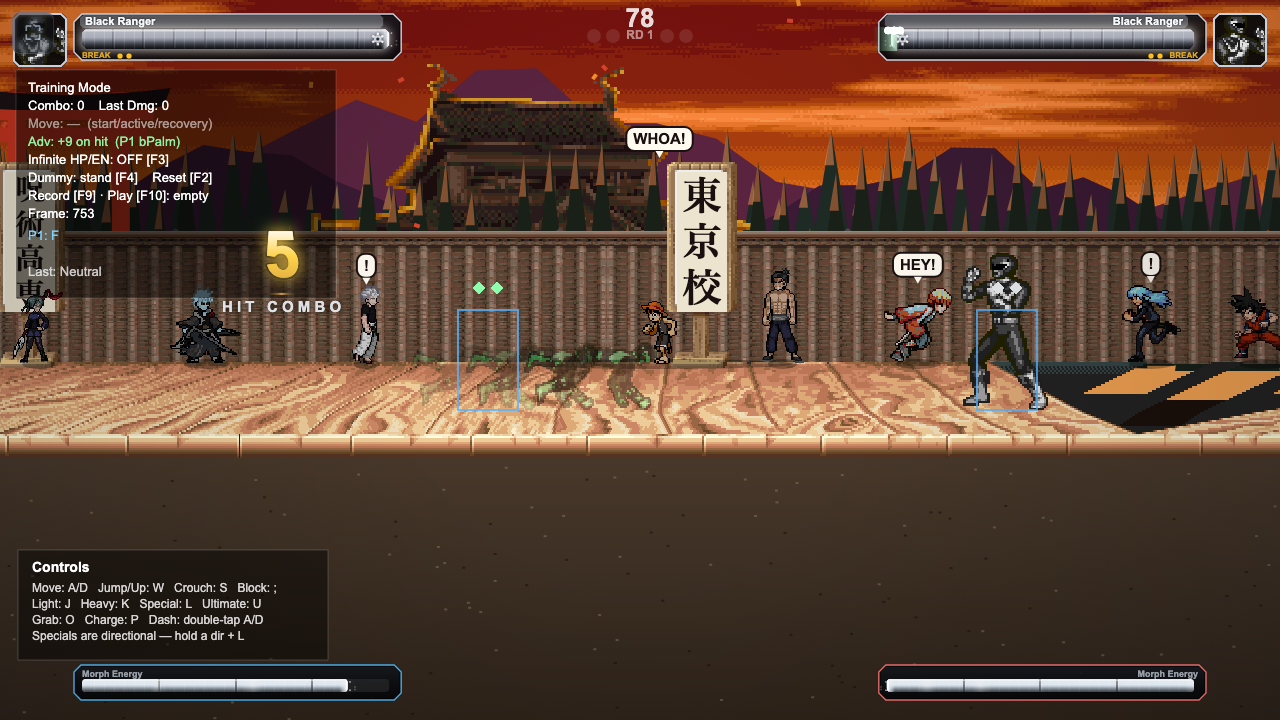 Black Ranger
BREAK
78
RD 1
Black Ranger
BREAK
Training Mode
Combo: 0 Last Dmg: 0
Move: — (start/active/recovery)
Adv: +9 on hit (P1 bPalm)
Infinite HP/EN: OFF [F3]
Dummy: stand [F4] Reset [F2]
Record [F9] · Play [F10]: empty
Frame: 753
P1: F
Last: Neutral
5
HIT COMBO
!
WHOA!
東京校
HEY!
!
Controls
Move: A/D Jump/Up: W Crouch: S Block: ;
Light: J Heavy: K Special: L Ultimate: U
Grab: O Charge: P Dash: double-tap A/D
Specials are directional — hold a dir + L
Morph Energy
Morph Energy